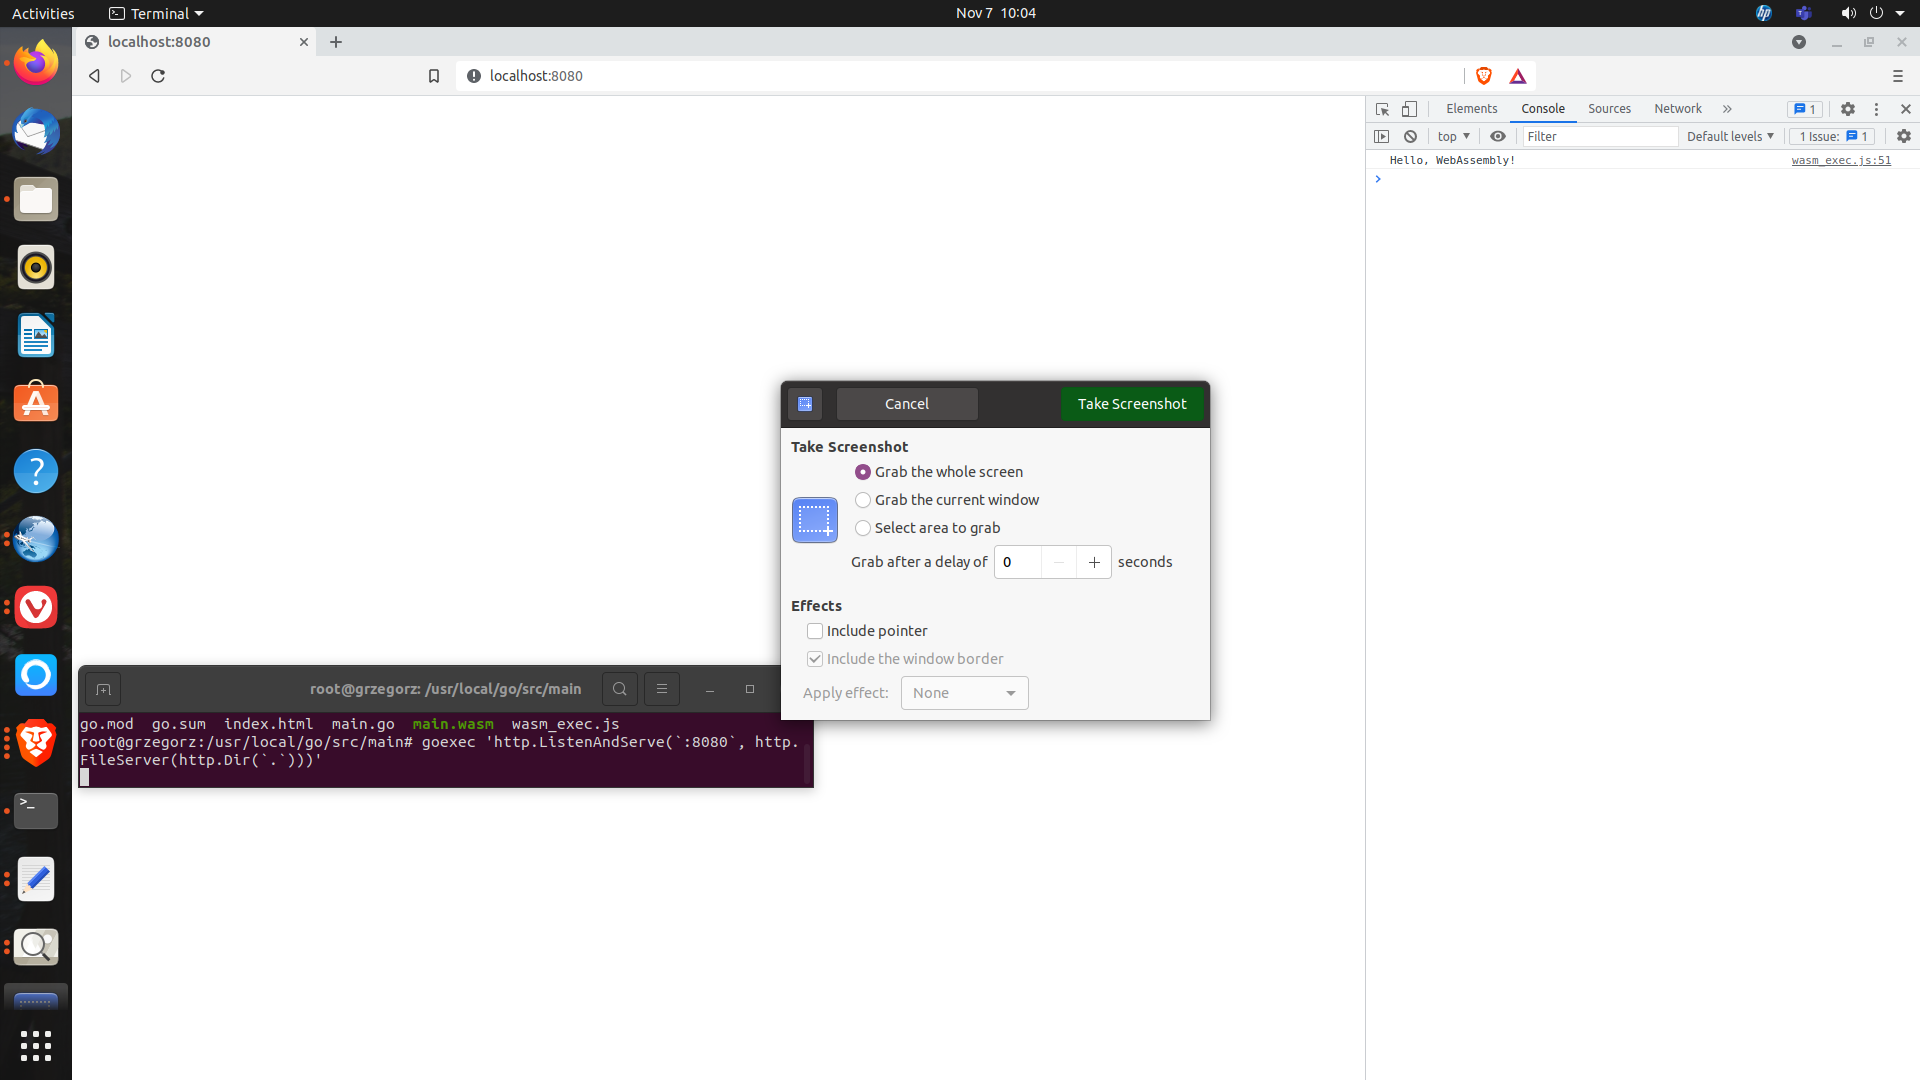 Activities
Terminal
Nov 7 10:04
hp
localhost:8080
localhost:8080
Elements
Console
Sources
Network
1
top
Filter
Default levels
1 Issue: 1
Hello, WebAssembly!
wasm_exec.js:51
Cancel
Take Screenshot
Take Screenshot
Grab the whole screen
Grab the current window
Select area to grab
Grab after a delay of 0 seconds
Effects
Include pointer
Include the window border
Apply effect: None
root@grzegorz: /usr/local/go/src/main
go.mod go.sum index.html main.go main.wasm wasm_exec.js
root@grzegorz:/usr/local/go/src/main# goexec 'http.ListenAndServe(`:8080`, http.
FileServer(http.Dir(`.`)))'